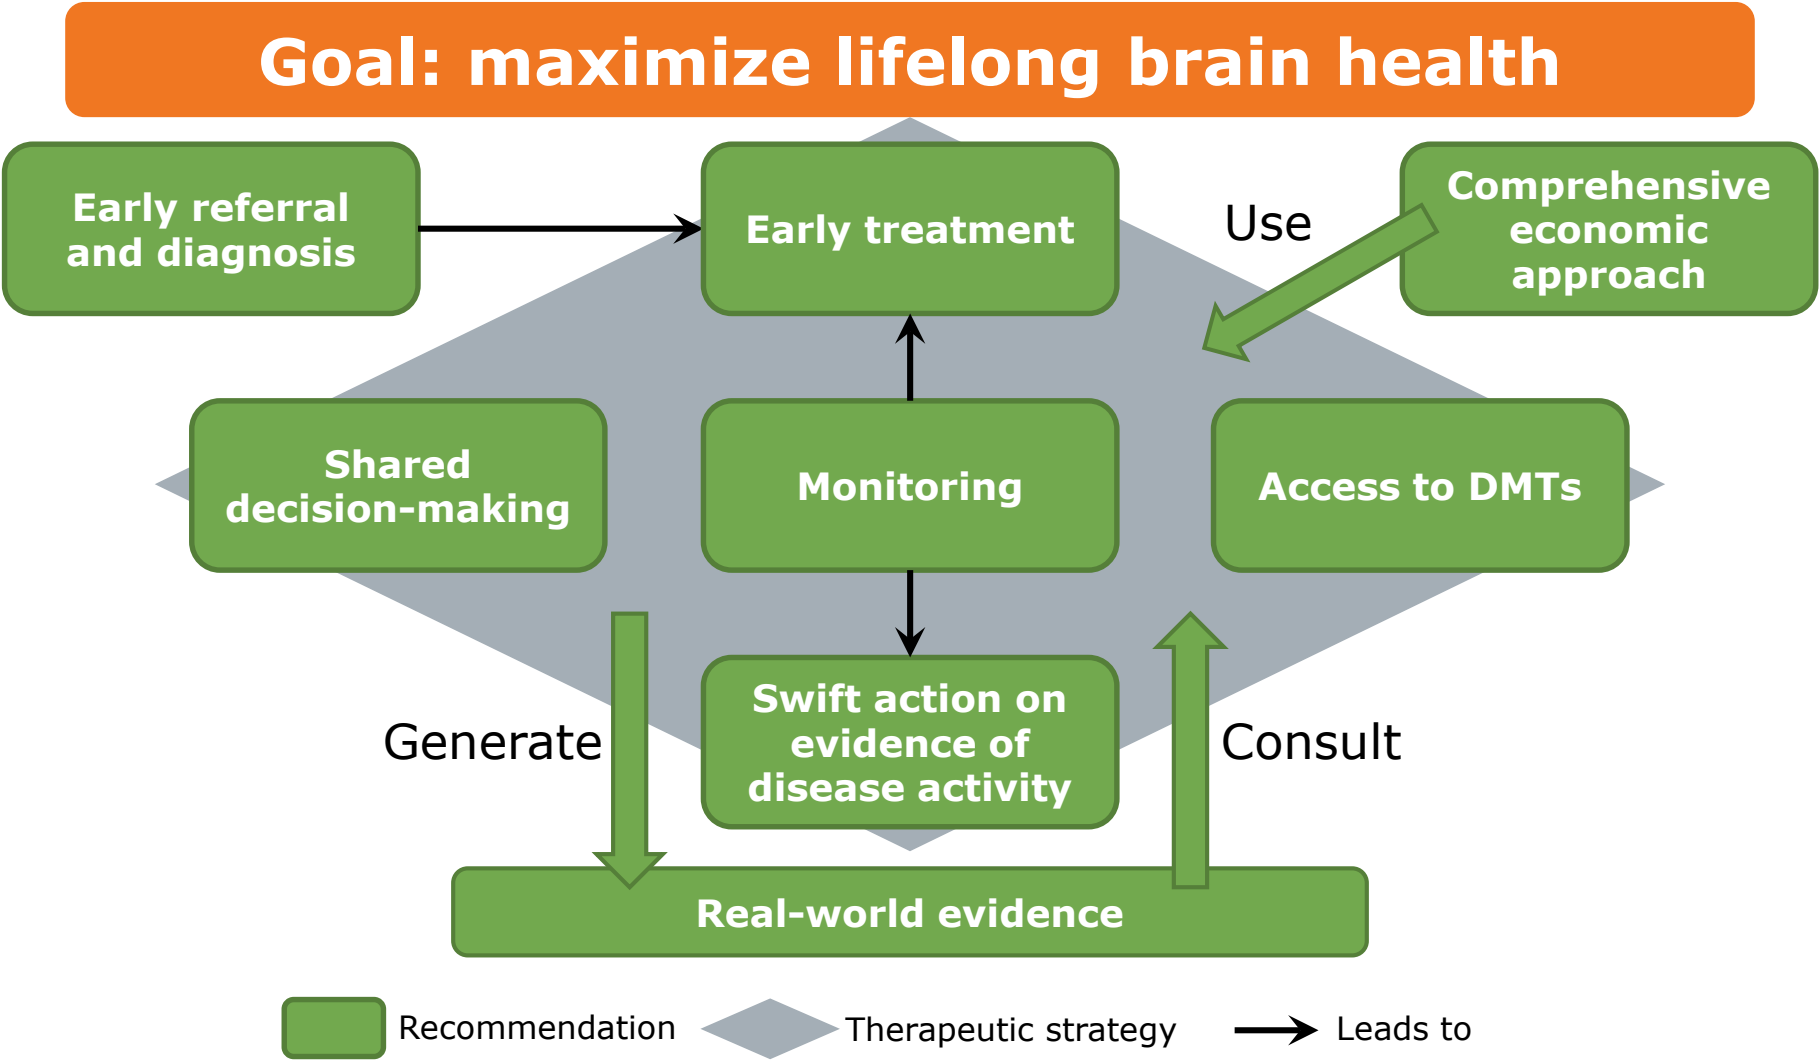 Goal: maximize lifelong brain health
Early referral
and diagnosis
Early treatment
Use
Comprehensive
economic
approach
Shared
decision-making
Monitoring
Access to DMTs
Generate
Swift action on
evidence of
disease activity
Consult
Real-world evidence
Recommendation
Therapeutic strategy
Leads to